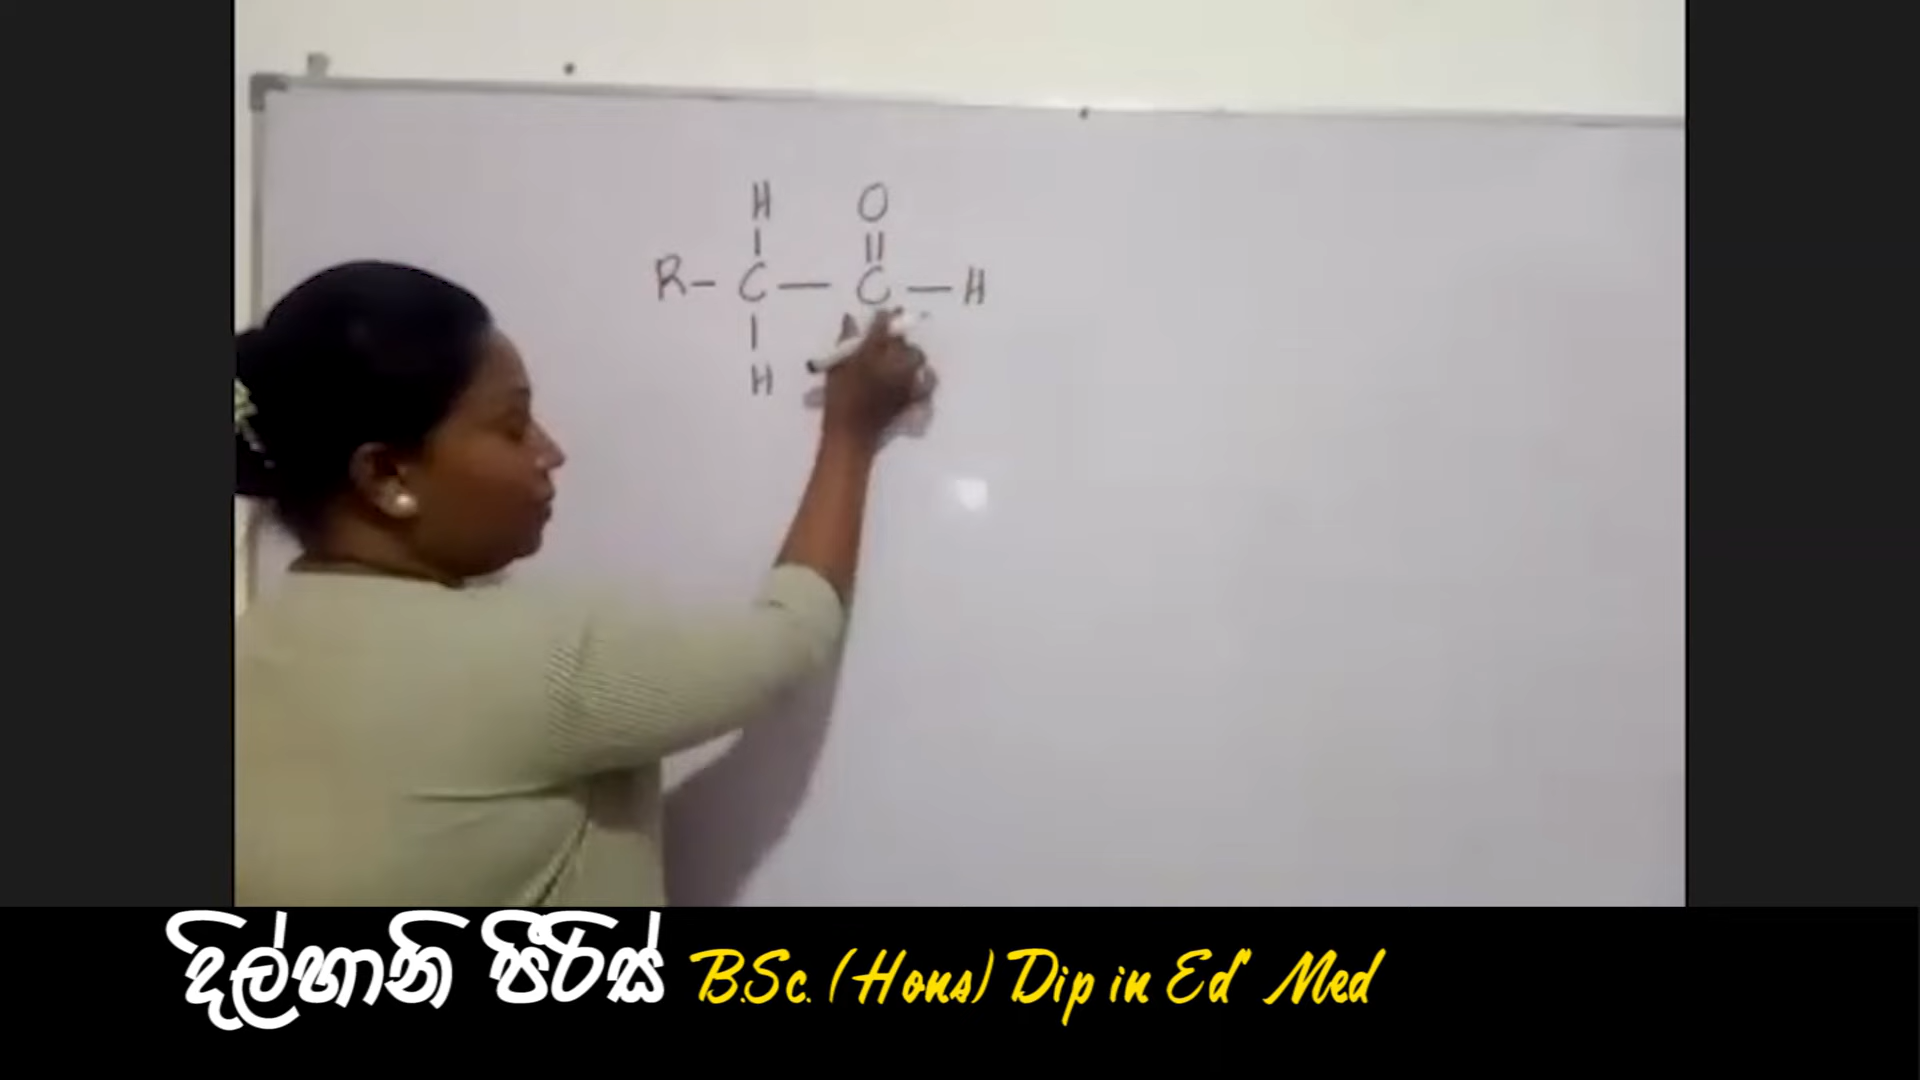 H O
R- C — C —H
H
දිල්හානි පීරිස් B.Sc. (Hons) Dip in Ed Med